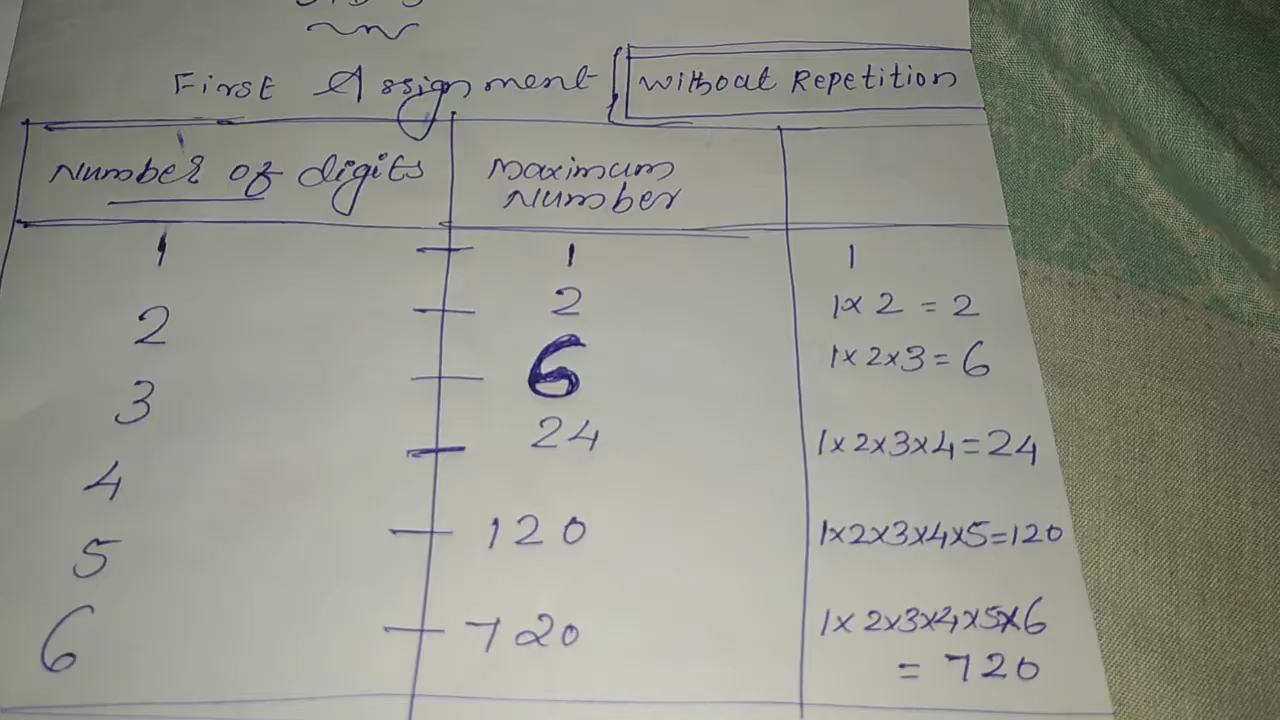 First Assignment without Repetition
Number of digits Maximum Number
1 1 1
2 2 1×2=2
3 6 1×2×3=6
4 24 1×2×3×4=24
5 120 1×2×3×4×5=120
6 720 1×2×3×4×5×6
=720